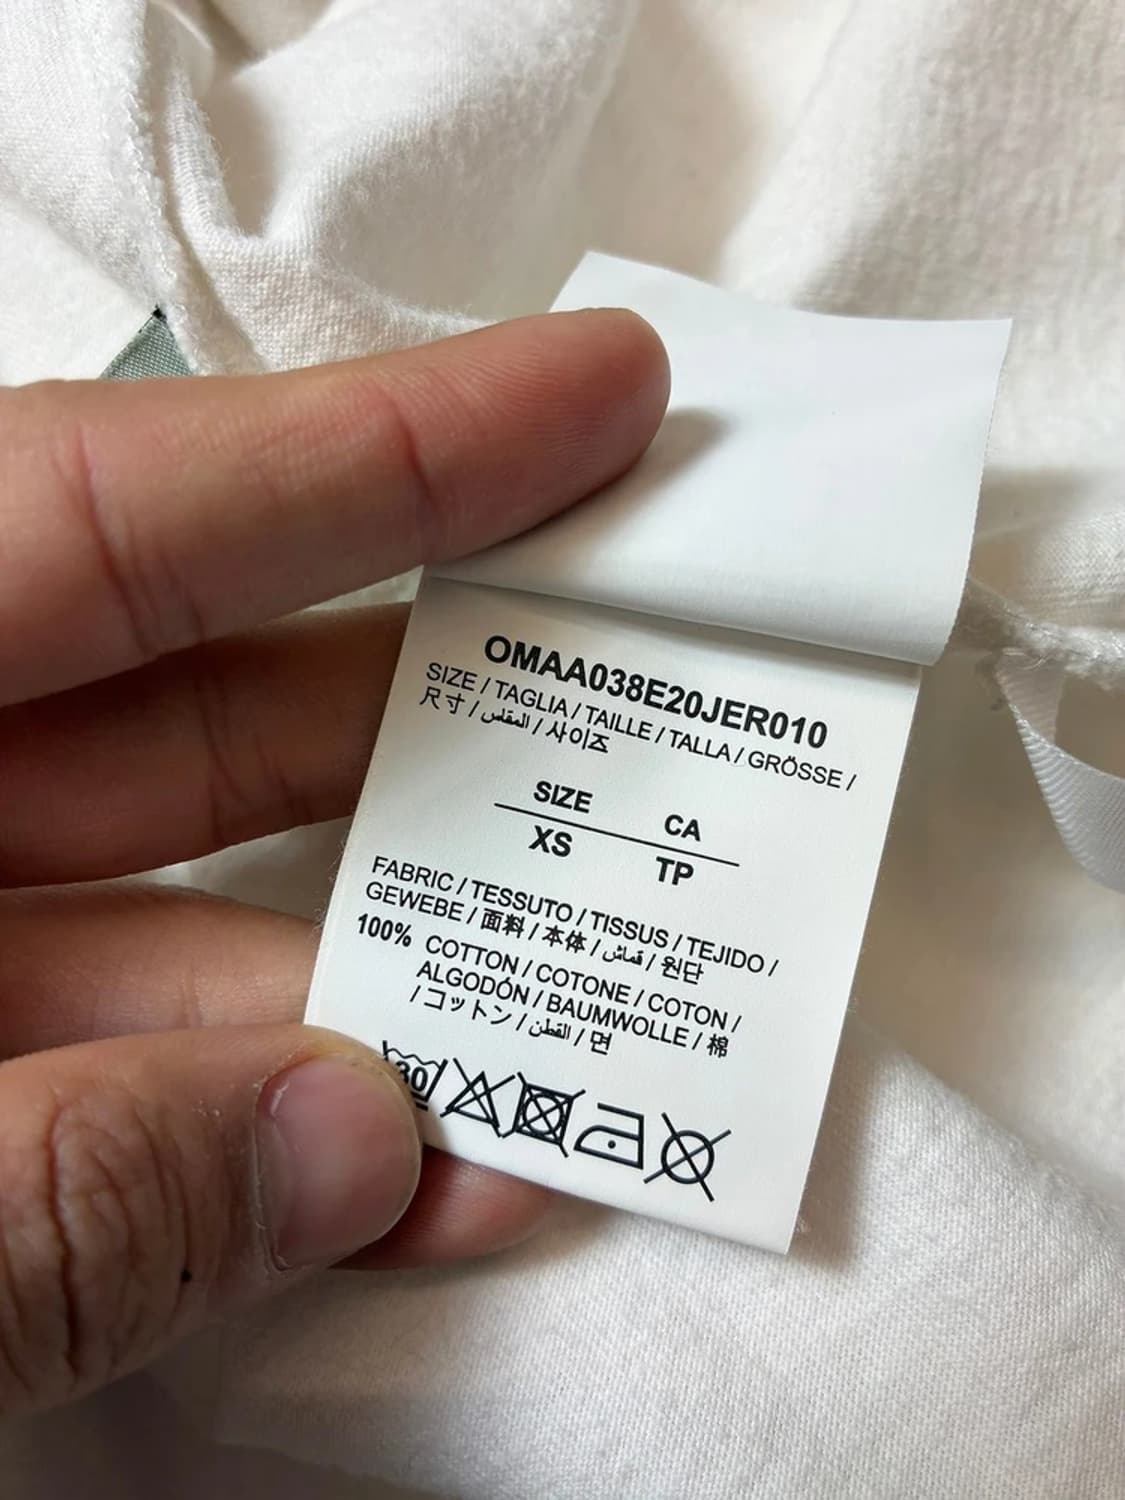 OMAA038E20JER010
SIZE / TAGLIA / TAILLE / TALLA / GRÖSSE /
尺寸 / المقاس / 사이즈
SIZE CA
XS TP
FABRIC / TESSUTO / TISSUS / TEJIDO /
GEWEBE / 面料 / 本体 / قماش / 원단
100% COTTON / COTONE / COTON /
ALGODÓN / BAUMWOLLE / 棉
/ コットン / القطن / 면
30